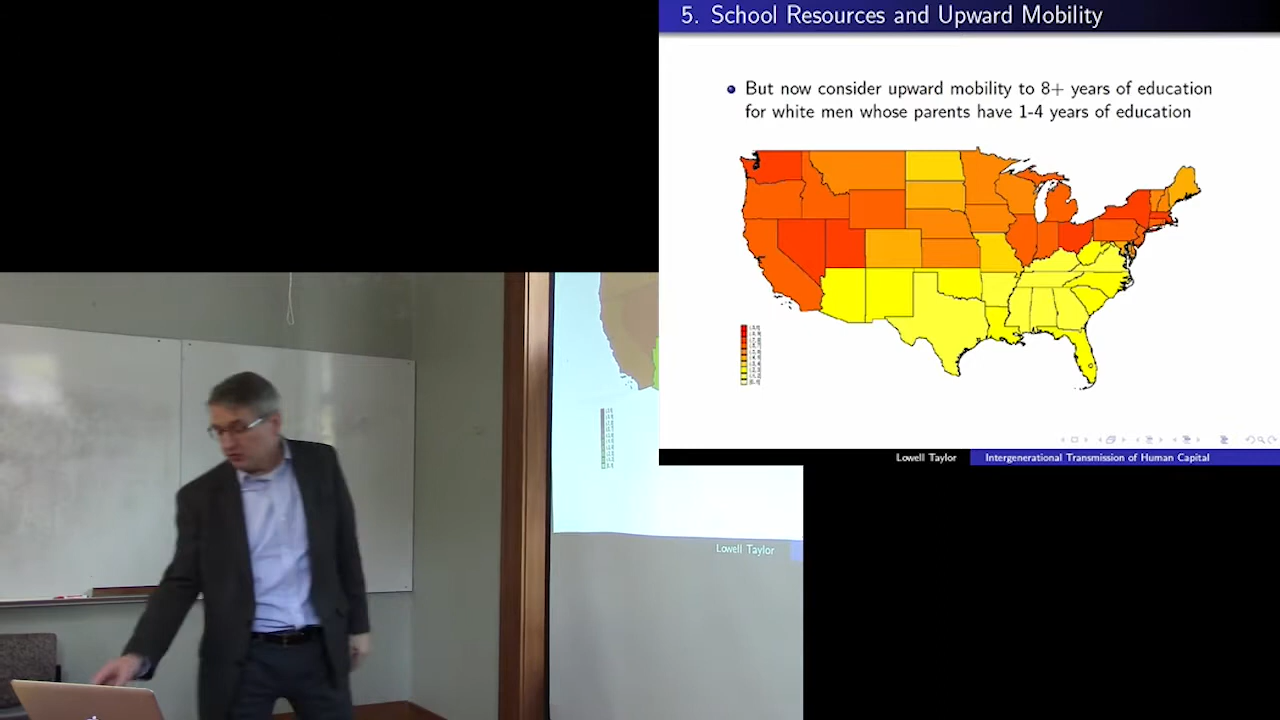 5. School Resources and Upward Mobility
But now consider upward mobility to 8+ years of education
for white men whose parents have 1-4 years of education
Lowell Taylor
Intergenerational Transmission of Human Capital
Lowell Taylor